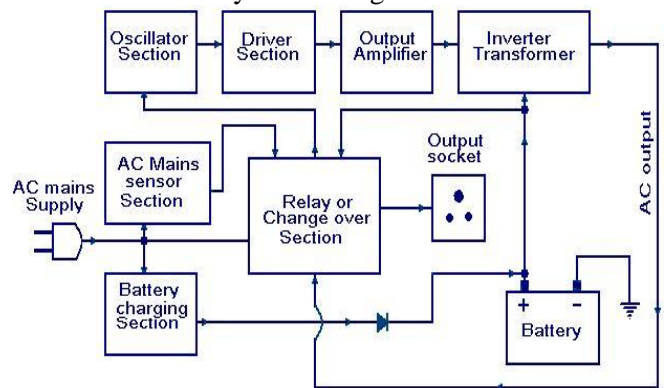 Oscillator
Section
Driver
Section
Output
Amplifier
Inverter
Transformer
AC Mains
sensor
Section
AC mains
Supply
Relay or
Change over
Section
Output
socket
AC output
Battery
charging
Section
+ -
Battery